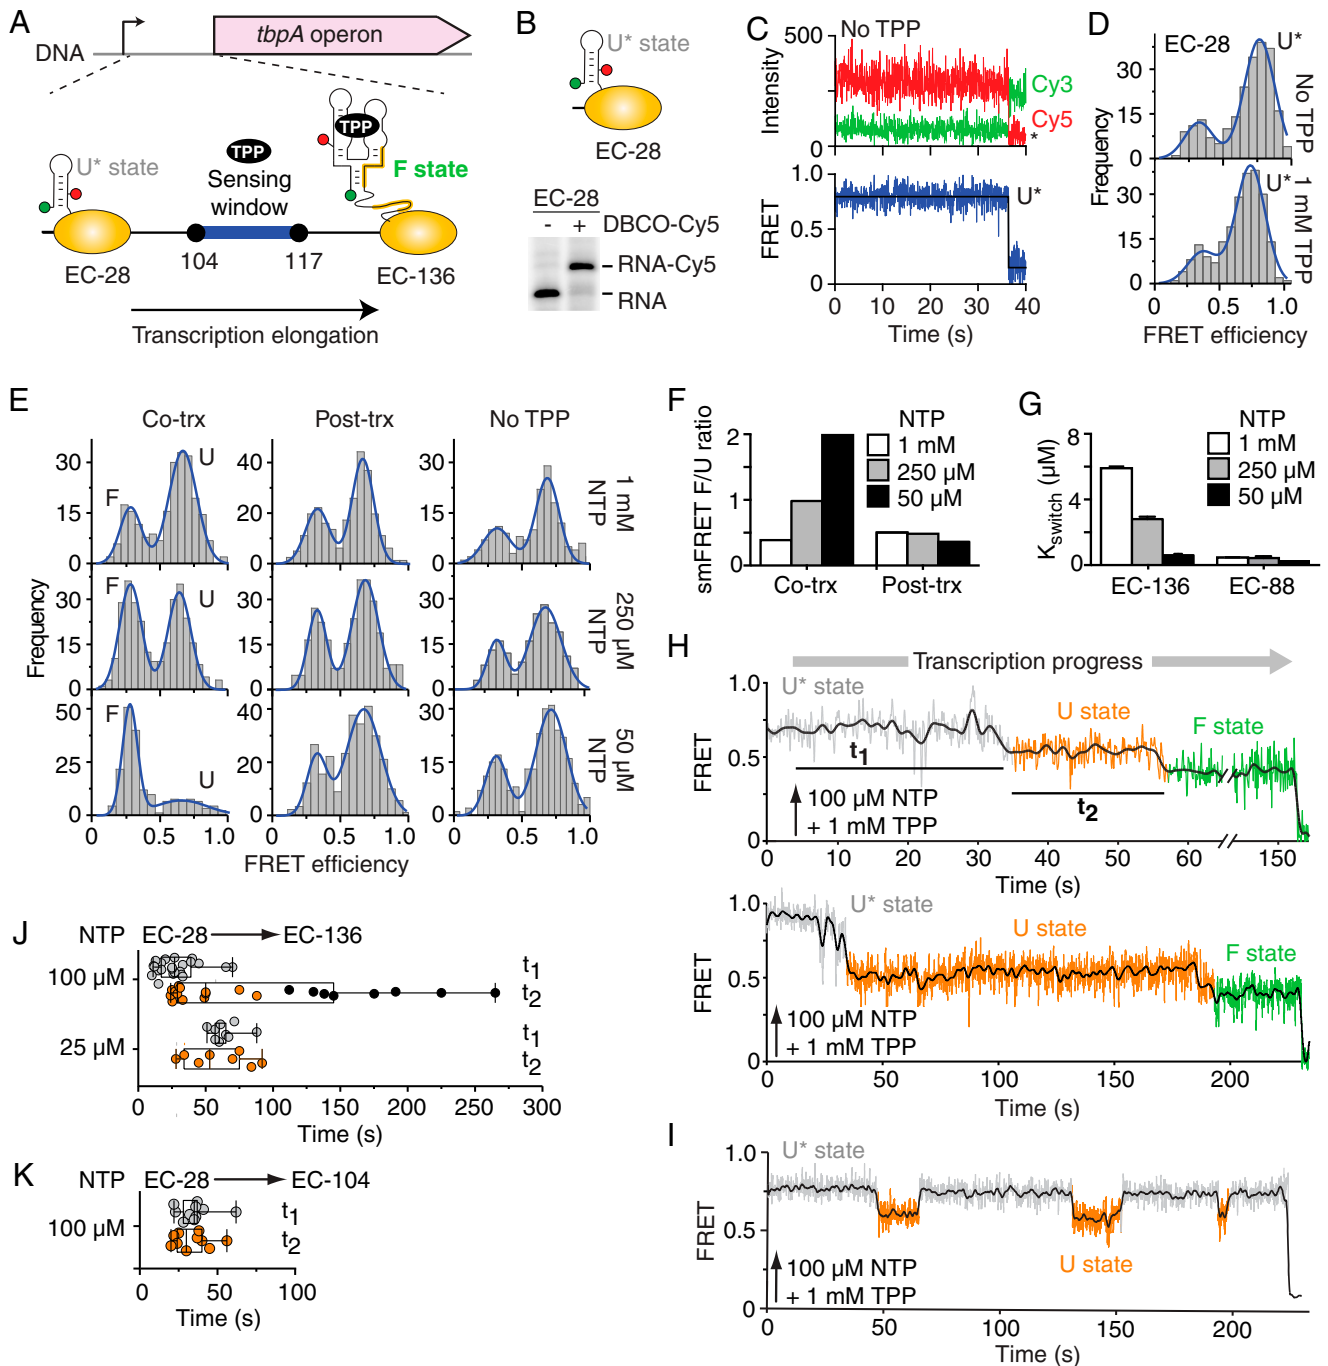 A
DNA
tbpA operon
TPP
U* state
TPP
F state
Sensing
window
EC-28
104
117
EC-136
Transcription elongation
B
U* state
EC-28
EC-28
- + DBCO-Cy5
RNA-Cy5
RNA
C
No TPP
500
Intensity
0
Cy3
Cy5
*
1.0
FRET
0.5
0
U*
0 10 20 30 40
Time (s)
D
EC-28
U*
30
15
0
No TPP
Frequency
U*
30
15
0
1 mM TPP
0 0.5 1.0
FRET efficiency
E
Co-trx
Post-trx
No TPP
30
15
0
F
U
40
20
0
30
15
0
1 mM
NTP
Frequency
30
15
0
F
U
30
15
0
30
15
0
250 µM
NTP
50
25
0
F
U
40
20
0
30
15
0
50 µM
NTP
0 0.5 1.0
0 0.5 1.0
0 0.5 1.0
FRET efficiency
F
smFRET F/U ratio
2
1
0
NTP
1 mM
250 µM
50 µM
Co-trx
Post-trx
G
Kswitch (µM)
8
4
0
NTP
1 mM
250 µM
50 µM
EC-136
EC-88
H
Transcription progress
1.0
0.5
0
FRET
U* state
U state
F state
t1
t2
100 µM NTP
+ 1 mM TPP
0 10 20 30 40 50 60 150
Time (s)
1.0
0.5
0
FRET
U* state
U state
F state
100 µM NTP
+ 1 mM TPP
0 50 100 150 200
Time (s)
I
1.0
0.5
0
FRET
U* state
U state
100 µM NTP
+ 1 mM TPP
0 50 100 150 200
Time (s)
J
NTP
EC-28
EC-136
100 µM
t1
t2
25 µM
t1
t2
0 50 100 150 200 250 300
Time (s)
K
NTP
EC-28
EC-104
100 µM
t1
t2
0 50 100
Time (s)